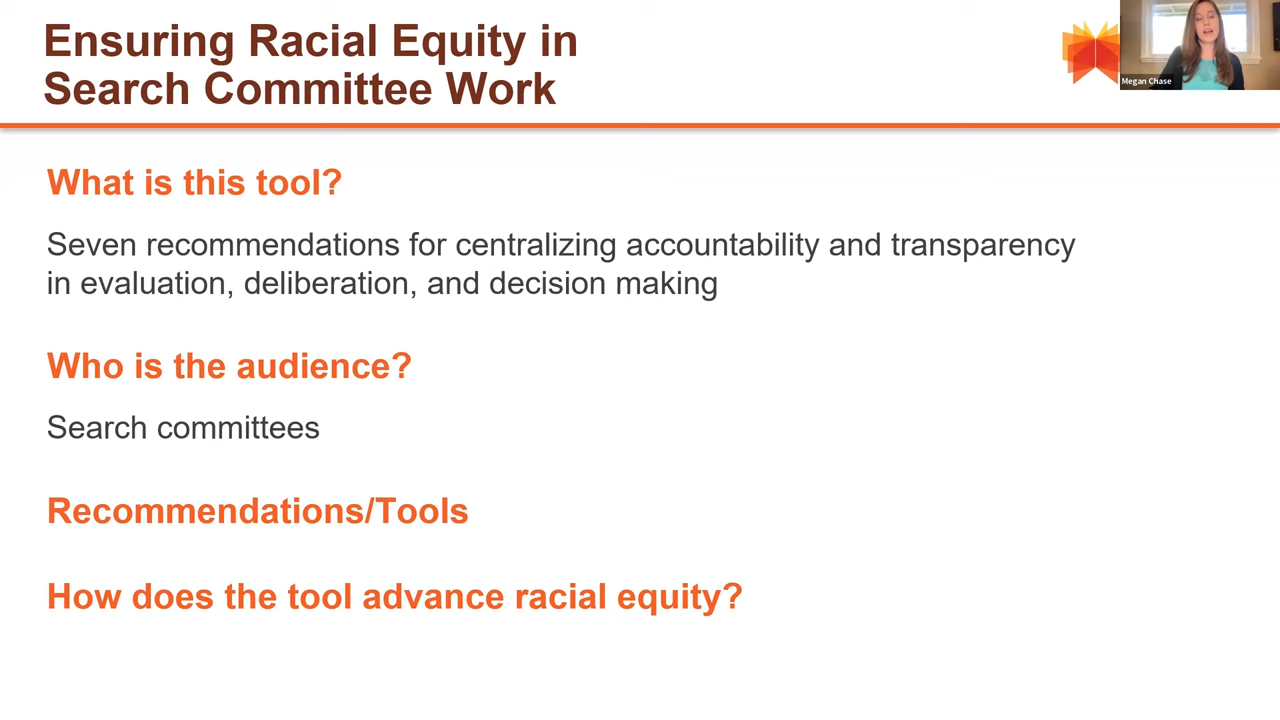 Ensuring Racial Equity in
Search Committee Work
Megan Chase
What is this tool?
Seven recommendations for centralizing accountability and transparency
in evaluation, deliberation, and decision making
Who is the audience?
Search committees
Recommendations/Tools
How does the tool advance racial equity?